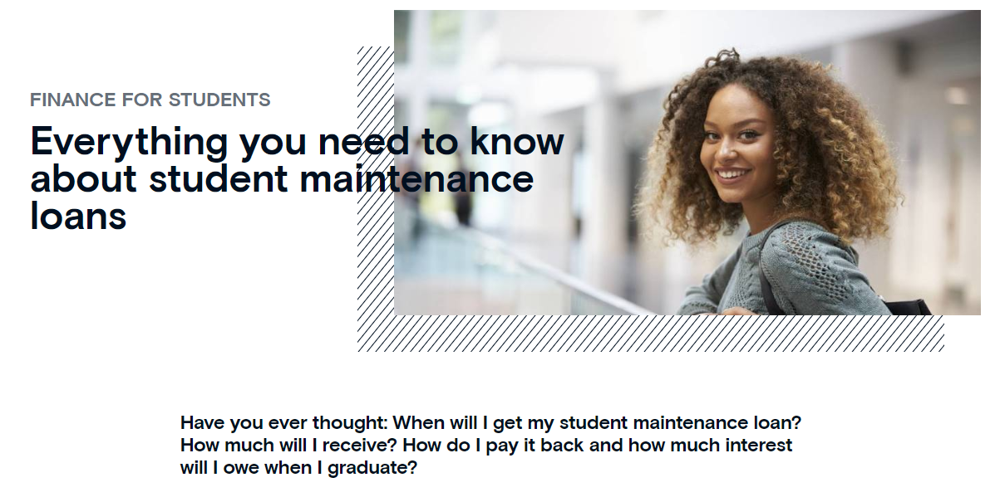 FINANCE FOR STUDENTS
Everything you need to know
about student maintenance
loans
Have you ever thought: When will I get my student maintenance loan?
How much will I receive? How do I pay it back and how much interest
will I owe when I graduate?